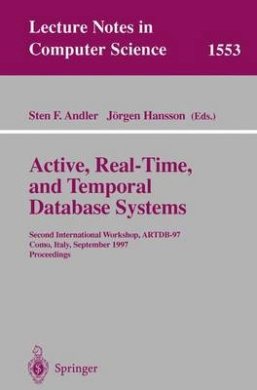 Lecture Notes in
Computer Science 1553
Sten F. Andler Jörgen Hansson (Eds.)
Active, Real-Time,
and Temporal
Database Systems
Second International Workshop, ARTDB-97
Como, Italy, September 1997
Proceedings
Springer